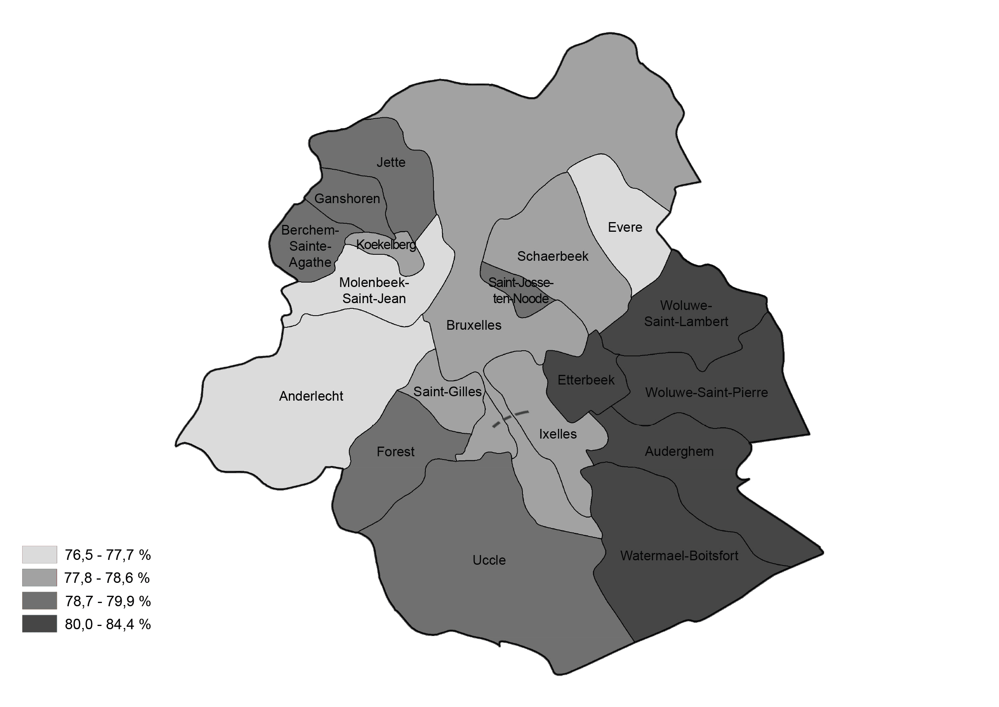 Jette
Ganshoren
Evere
Berchem-
Sainte-
Agathe
Koekelberg
Schaerbeek
Molenbeek-
Saint-Jean
Saint-Josse-
ten-Noode
Woluwe-
Saint-Lambert
Bruxelles
Etterbeek
Woluwe-Saint-Pierre
Saint-Gilles
Anderlecht
Ixelles
Forest
Auderghem
Uccle
Watermael-Boitsfort
76,5 - 77,7 %
77,8 - 78,6 %
78,7 - 79,9 %
80,0 - 84,4 %